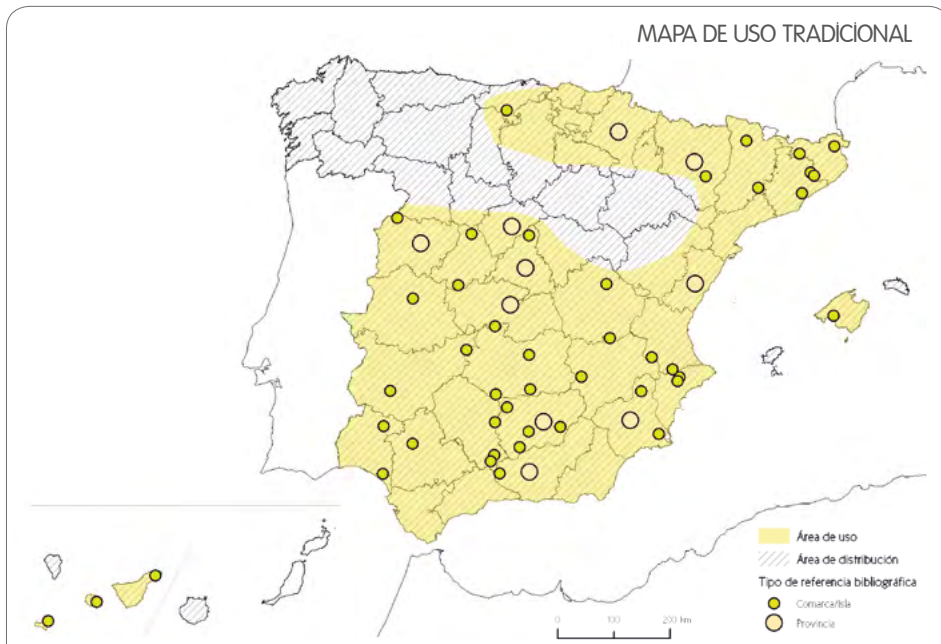 MAPA DE USO TRADICIONAL
Área de uso
Área de distribución
Tipo de referencia bibliográfica
Comarca/Isla
Provincia
0 100 200 km